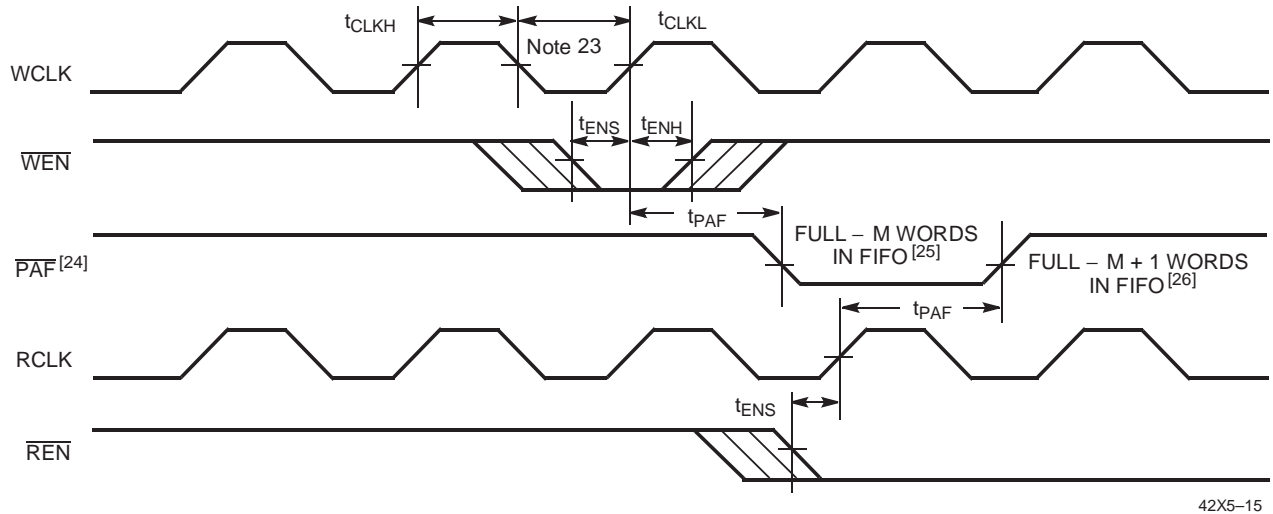 tCLKH
tCLKL
Note 23
WCLK
tENS
tENH
WEN
tPAF
FULL – M WORDS
IN FIFO[25]
PAF[24]
FULL – M + 1 WORDS
IN FIFO[26]
tPAF
RCLK
tENS
REN
42X5–15